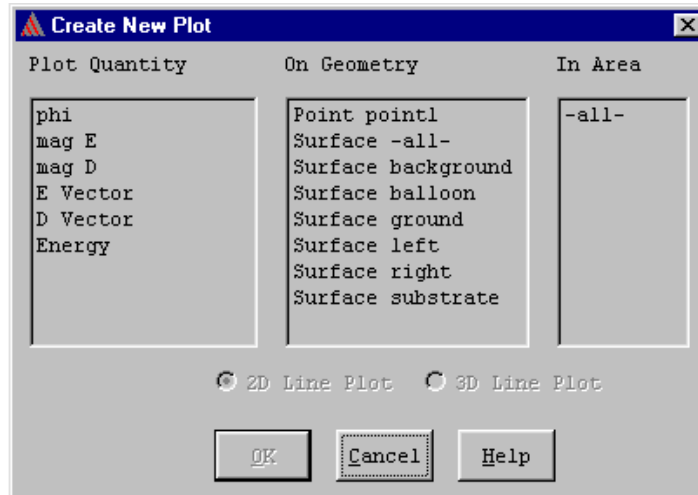 Create New Plot
Plot Quantity On Geometry In Area
phi
mag E
mag D
E Vector
D Vector
Energy
Point point1
Surface -all-
Surface background
Surface balloon
Surface ground
Surface left
Surface right
Surface substrate
-all-
2D Line Plot 3D Line Plot
OK Cancel Help